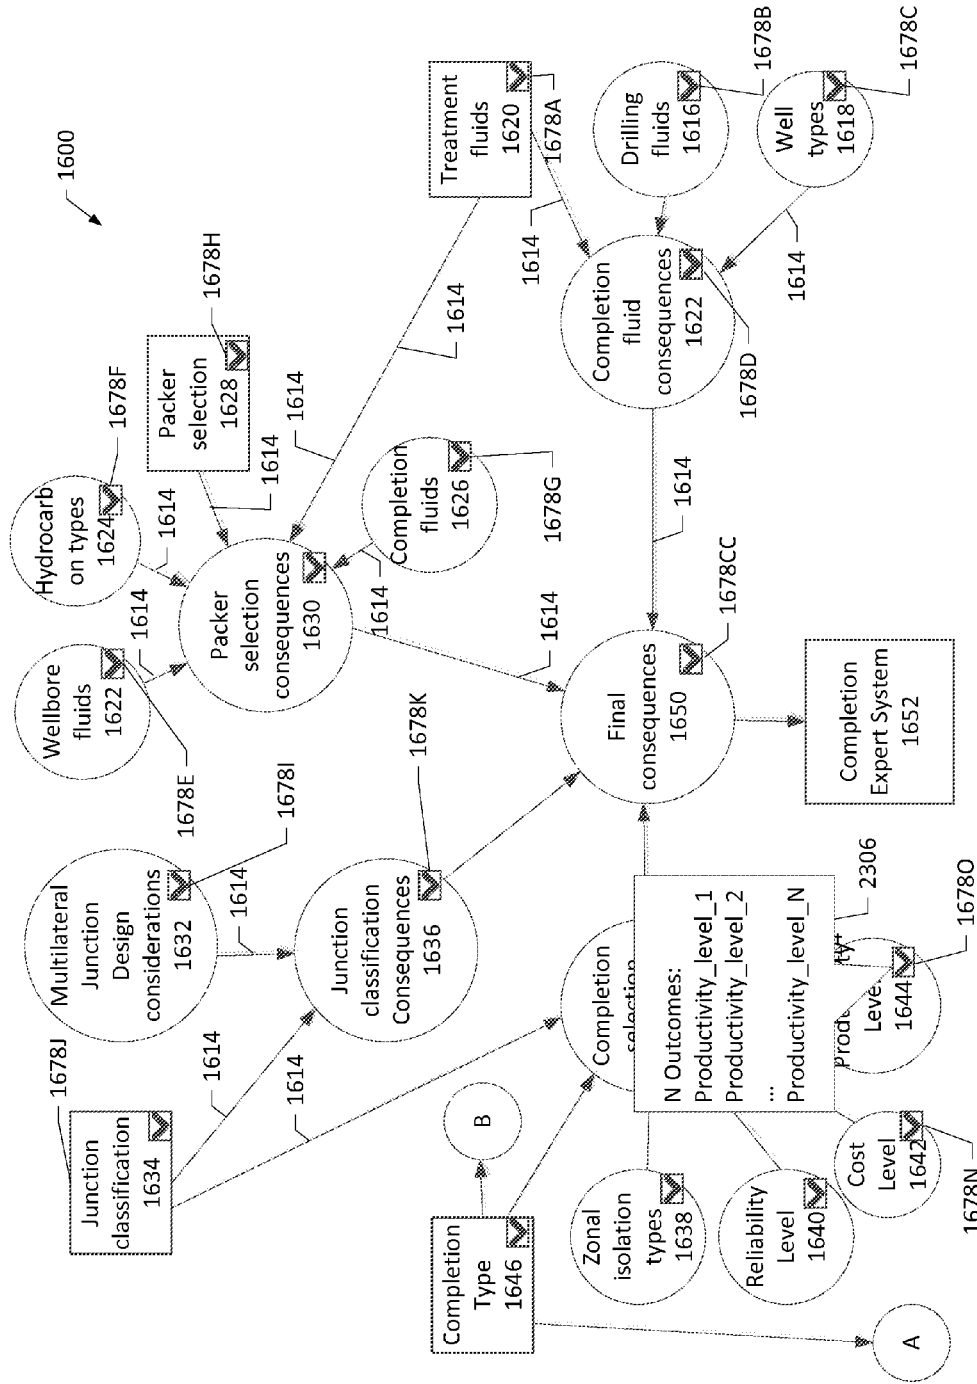 1600
Hydrocarb
on types
1624
1678F
Packer
selection
1628
1678H
Treatment
fluids
1620
1678A
Drilling
fluids
1616
1678B
Well
types
1618
1678C
Wellbore
fluids
1622
1678E
1614
1614
1614
1614
1614
1614
1614
Packer
selection
consequences
1630
Completion
fluids
1626
1678G
1614
1614
Completion
fluid
consequences
1622
1678D
1614
1614
Multilateral
Junction
Design
considerations
1632
1678I
1614
Junction
classification
1634
1678J
1614
1614
Junction
classification
Consequences
1636
1678K
Final
consequences
1650
1678CC
Completion
Expert System
1652
Completion
selection
N Outcomes:
Productivity_level_1
Productivity_level_2
...
Productivity_level_N
2306
Level
1644
1678O
B
Completion
Type
1646
Zonal
isolation
types
1638
Reliability
Level
1640
Cost
Level
1642
1678N
A